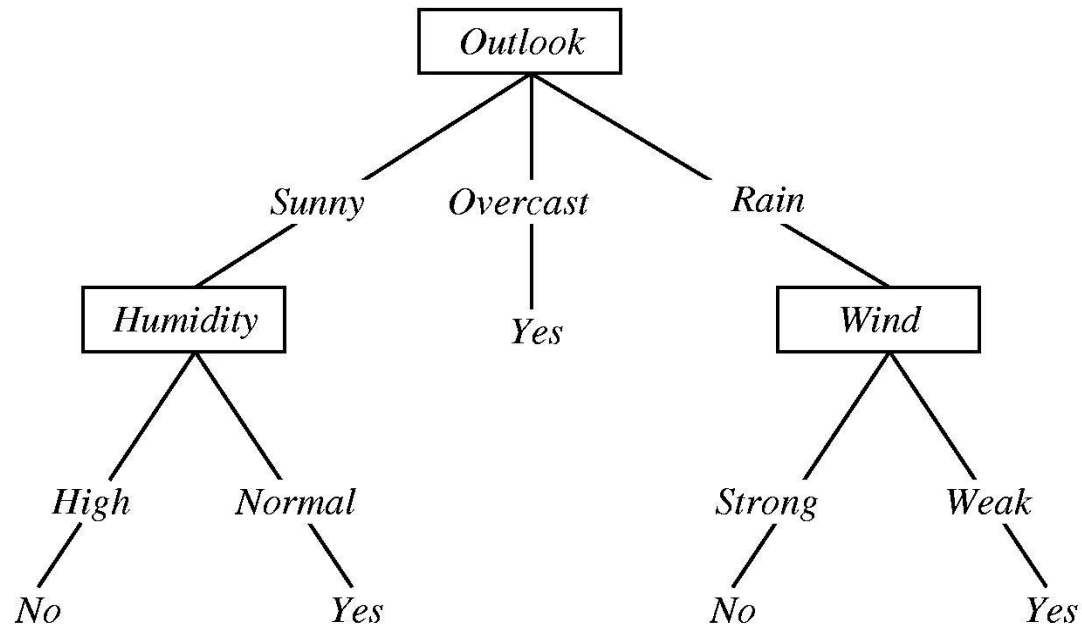 Outlook
Sunny Overcast Rain
Humidity Yes Wind
High Normal Strong Weak
No Yes No Yes